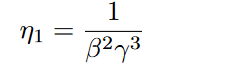 η₁ = 1 / (β²γ³)